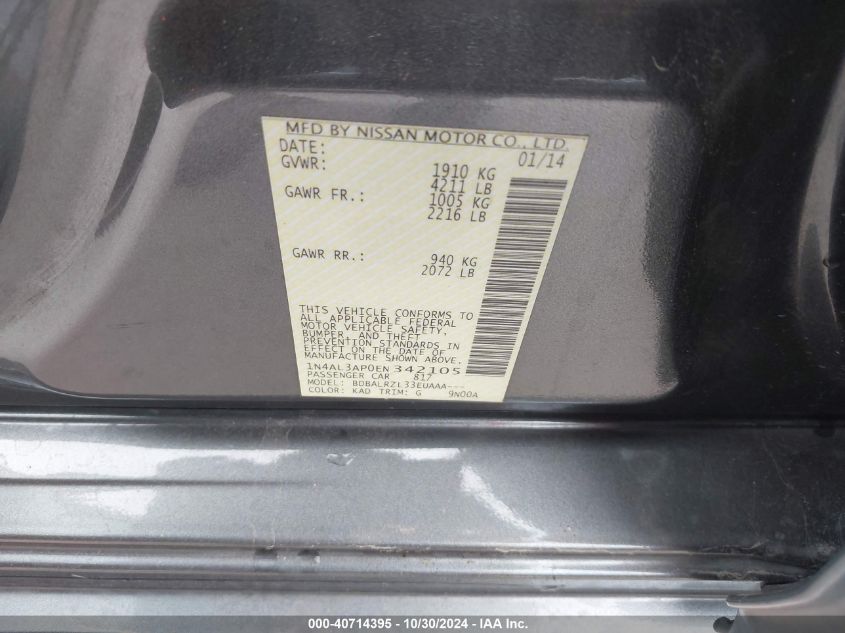 MFD BY NISSAN MOTOR CO., LTD.
DATE: 01/14
GVWR: 1910 KG
4211 LB
GAWR FR.: 1005 KG
2216 LB
GAWR RR.: 940 KG
2072 LB
THIS VEHICLE CONFORMS TO
ALL APPLICABLE FEDERAL
MOTOR VEHICLE SAFETY,
BUMPER, AND THEFT
PREVENTION STANDARDS IN
EFFECT ON THE DATE OF
MANUFACTURE SHOWN ABOVE.
1N4AL3AP0EN342105
PASSENGER CAR 817
MODEL: BDBALRZL33EUAAA---
COLOR: KAD TRIM: G 9N00A
000-40714395 - 10/30/2024 - IAA Inc.